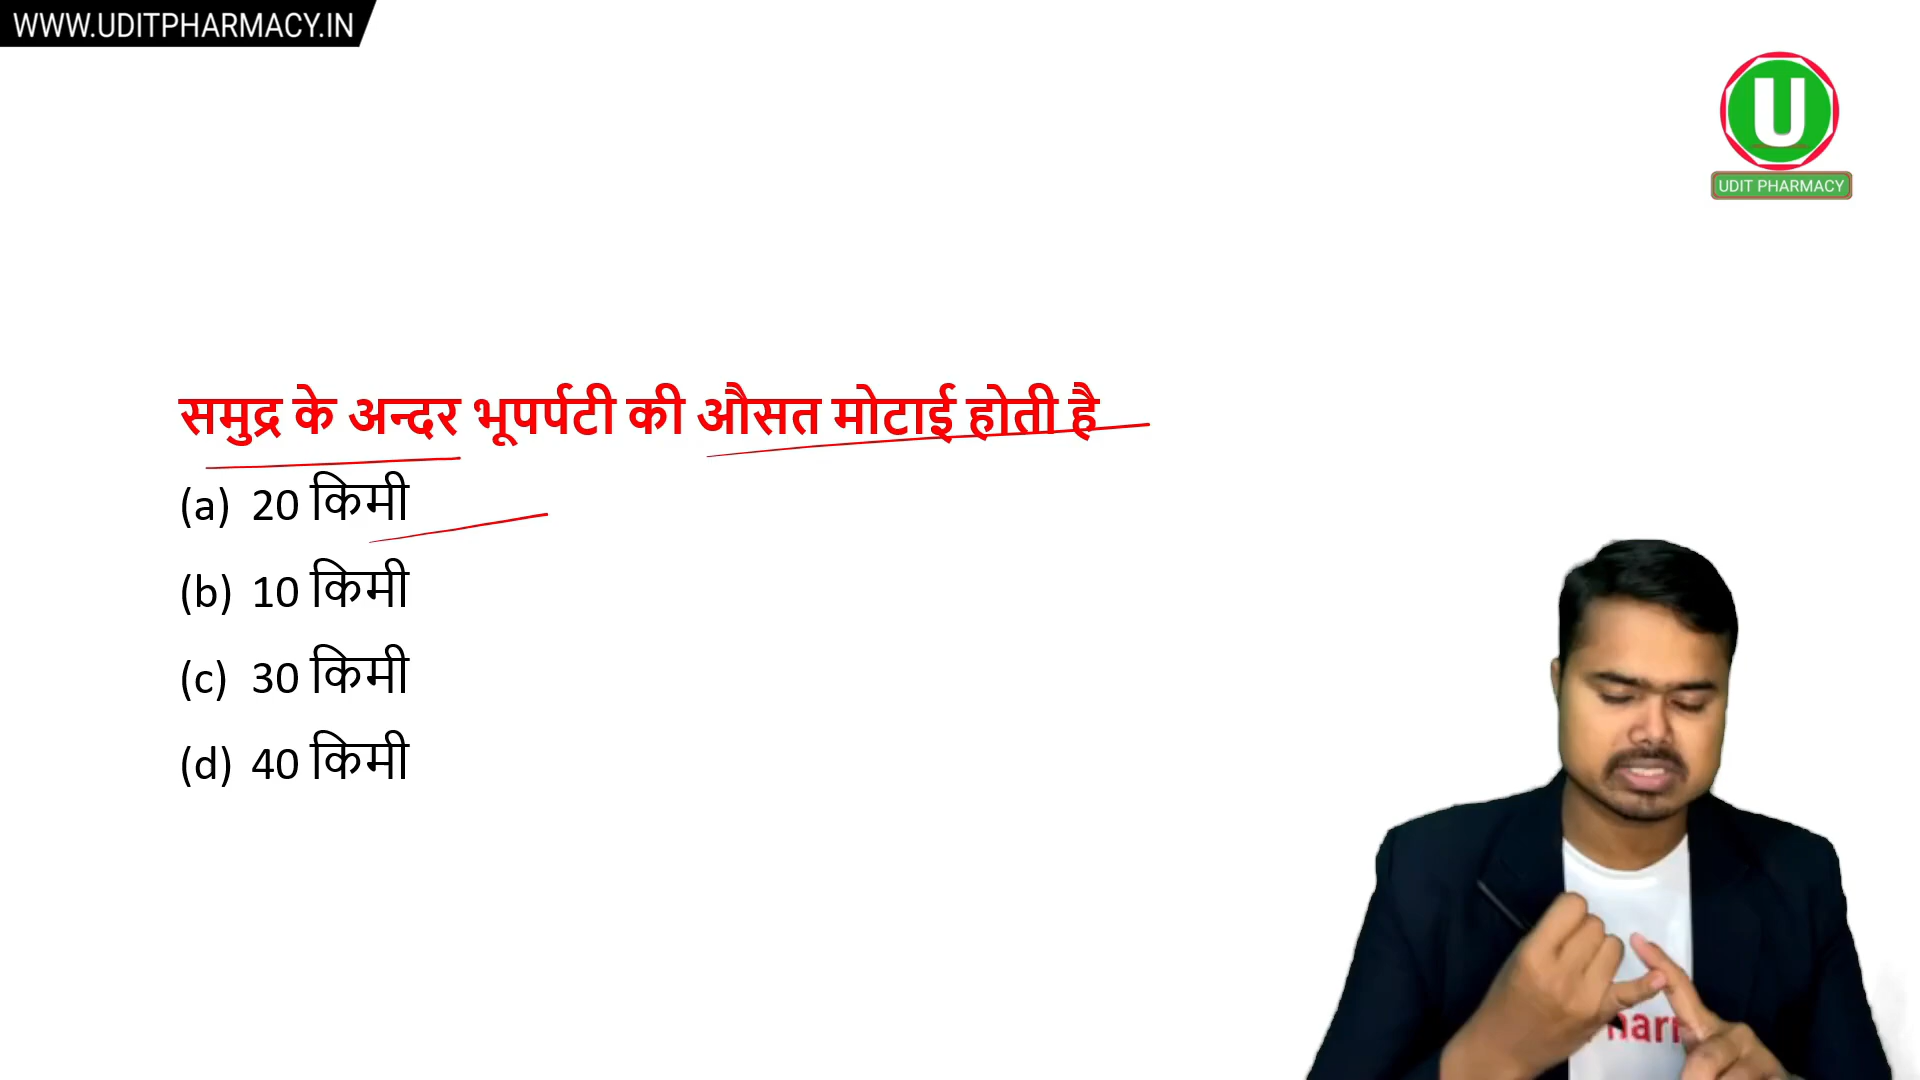 WWW.UDITPHARMACY.IN
U
UDIT PHARMACY
समुद्र के अन्दर भूपर्पटी की औसत मोटाई होती है
(a) 20 किमी
(b) 10 किमी
(c) 30 किमी
(d) 40 किमी